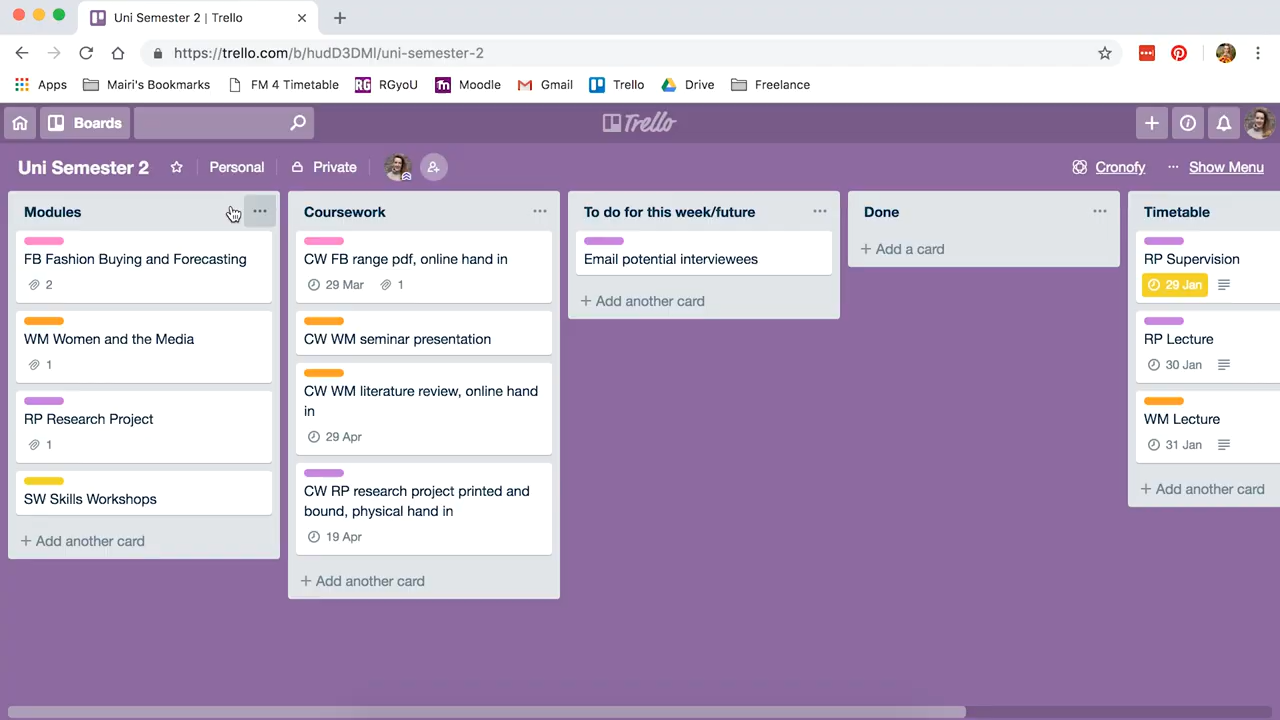 Uni Semester 2 | Trello
https://trello.com/b/hudD3DMl/uni-semester-2
Apps
Mairi's Bookmarks
FM 4 Timetable
RG RGyoU
m Moodle
Gmail
Trello
Drive
Freelance
Boards
Trello
Uni Semester 2
Personal
Private
Cronofy
Show Menu
Modules
FB Fashion Buying and Forecasting
2
WM Women and the Media
1
RP Research Project
1
SW Skills Workshops
+ Add another card
Coursework
CW FB range pdf, online hand in
29 Mar
1
CW WM seminar presentation
CW WM literature review, online hand
in
29 Apr
CW RP research project printed and
bound, physical hand in
19 Apr
+ Add another card
To do for this week/future
Email potential interviewees
+ Add another card
Done
+ Add a card
Timetable
RP Supervision
29 Jan
RP Lecture
30 Jan
WM Lecture
31 Jan
+ Add another card